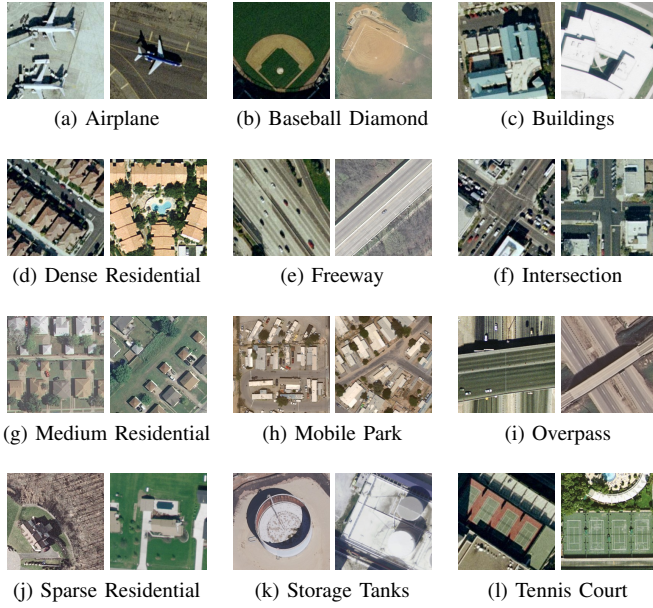 (a) Airplane
(b) Baseball Diamond
(c) Buildings
(d) Dense Residential
(e) Freeway
(f) Intersection
(g) Medium Residential
(h) Mobile Park
(i) Overpass
(j) Sparse Residential
(k) Storage Tanks
(l) Tennis Court